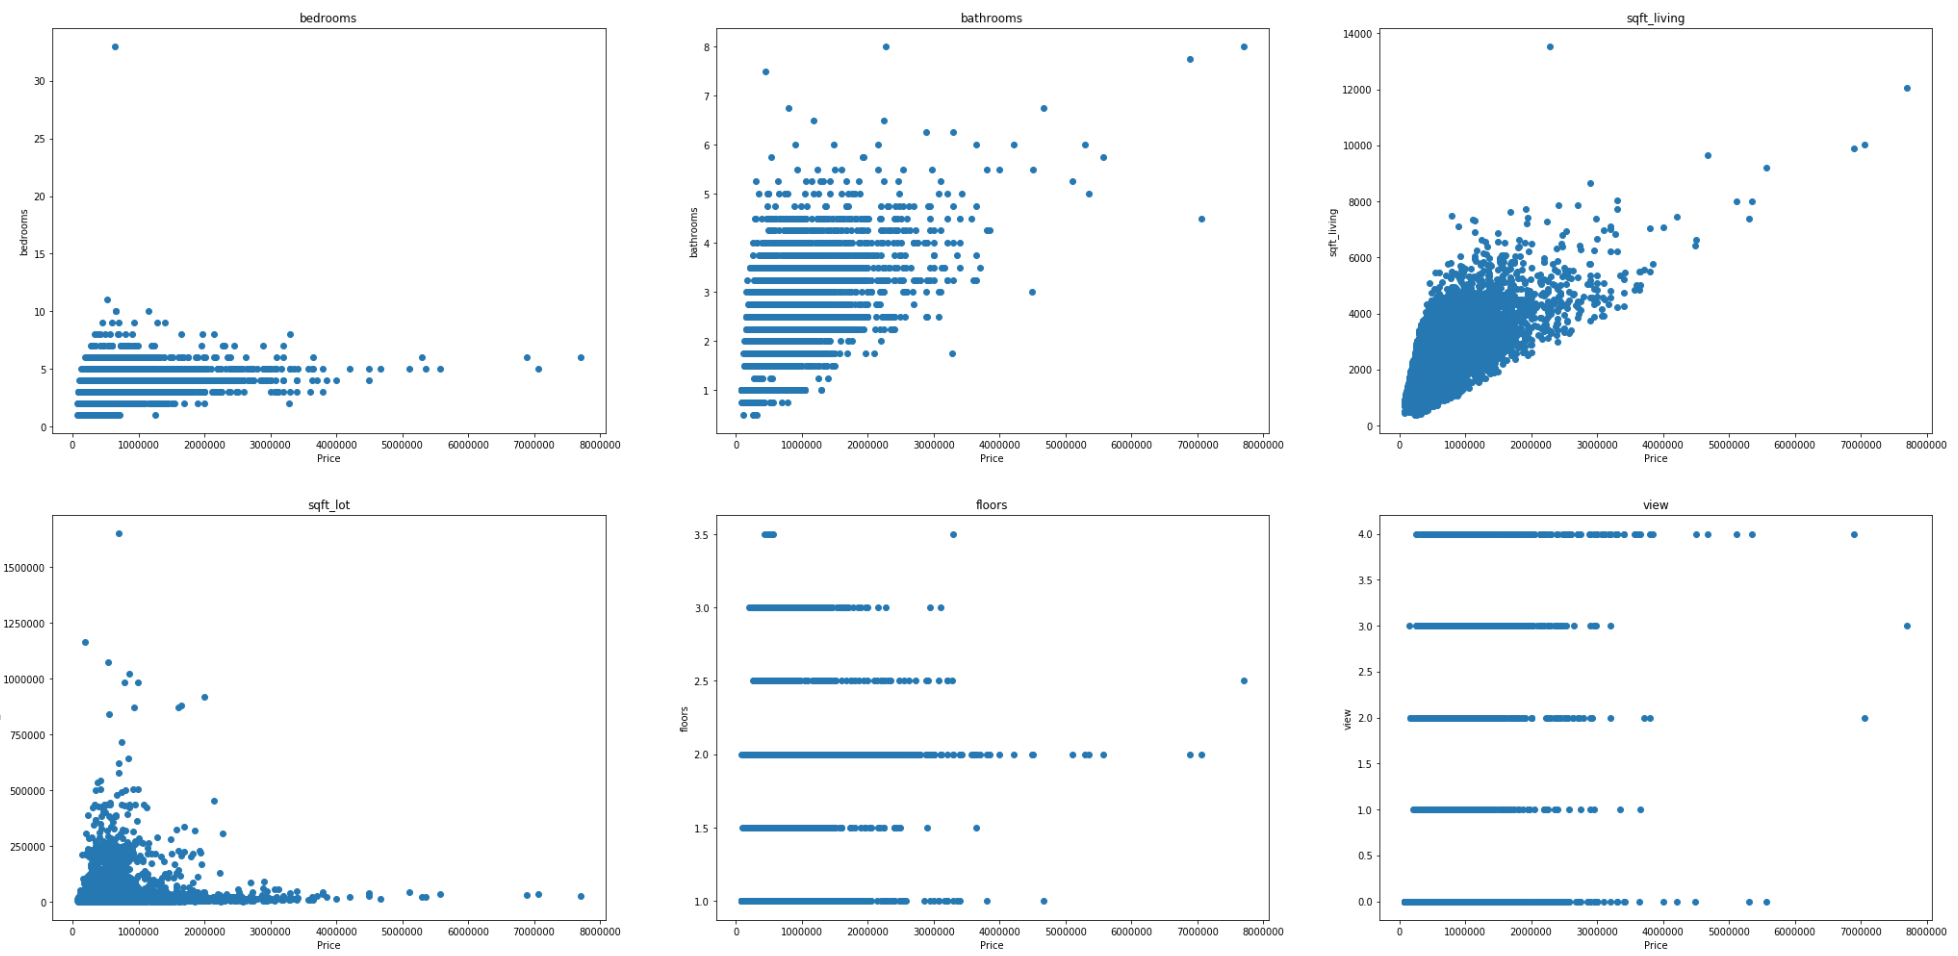 bedrooms
bedrooms
30
25
20
15
10
5
0
0 1000000 2000000 3000000 4000000 5000000 6000000 7000000 8000000
Price
bathrooms
bathrooms
8
7
6
5
4
3
2
1
0 1000000 2000000 3000000 4000000 5000000 6000000 7000000 8000000
Price
sqft_living
sqft_living
14000
12000
10000
8000
6000
4000
2000
0
0 1000000 2000000 3000000 4000000 5000000 6000000 7000000 8000000
Price
sqft_lot
1500000
1250000
1000000
750000
500000
250000
0
0 1000000 2000000 3000000 4000000 5000000 6000000 7000000 8000000
Price
floors
floors
3.5
3.0
2.5
2.0
1.5
1.0
0 1000000 2000000 3000000 4000000 5000000 6000000 7000000 8000000
Price
view
view
4.0
3.5
3.0
2.5
2.0
1.5
1.0
0.5
0.0
0 1000000 2000000 3000000 4000000 5000000 6000000 7000000 8000000
Price